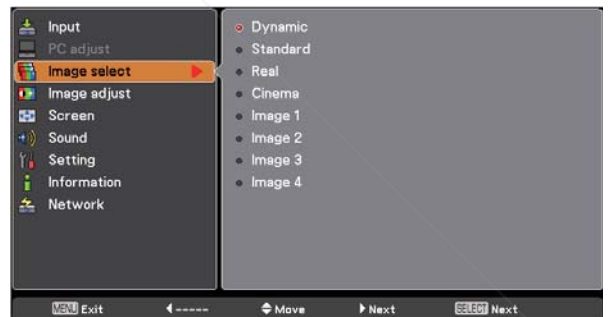 Input
PC adjust
Image select
Image adjust
Screen
Sound
Setting
Information
Network
Dynamic
Standard
Real
Cinema
Image 1
Image 2
Image 3
Image 4
MENU Exit ----- Move Next SELECT Next